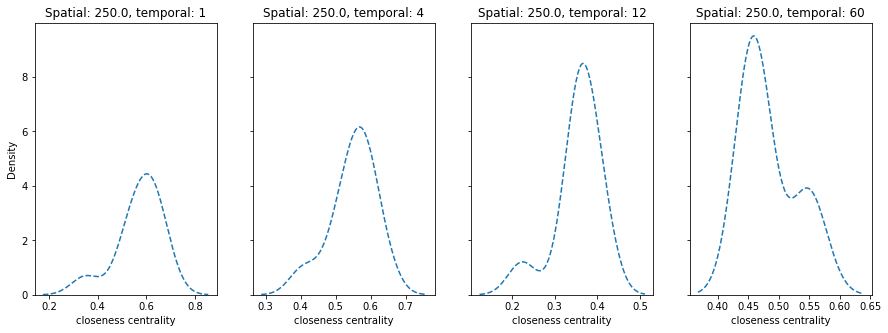 Spatial: 250.0, temporal: 1
Spatial: 250.0, temporal: 4
Spatial: 250.0, temporal: 12
Spatial: 250.0, temporal: 60
Density
8
6
4
2
0
0.2 0.4 0.6 0.8
0.3 0.4 0.5 0.6 0.7
0.2 0.3 0.4 0.5
0.40 0.45 0.50 0.55 0.60 0.65
closeness centrality
closeness centrality
closeness centrality
closeness centrality